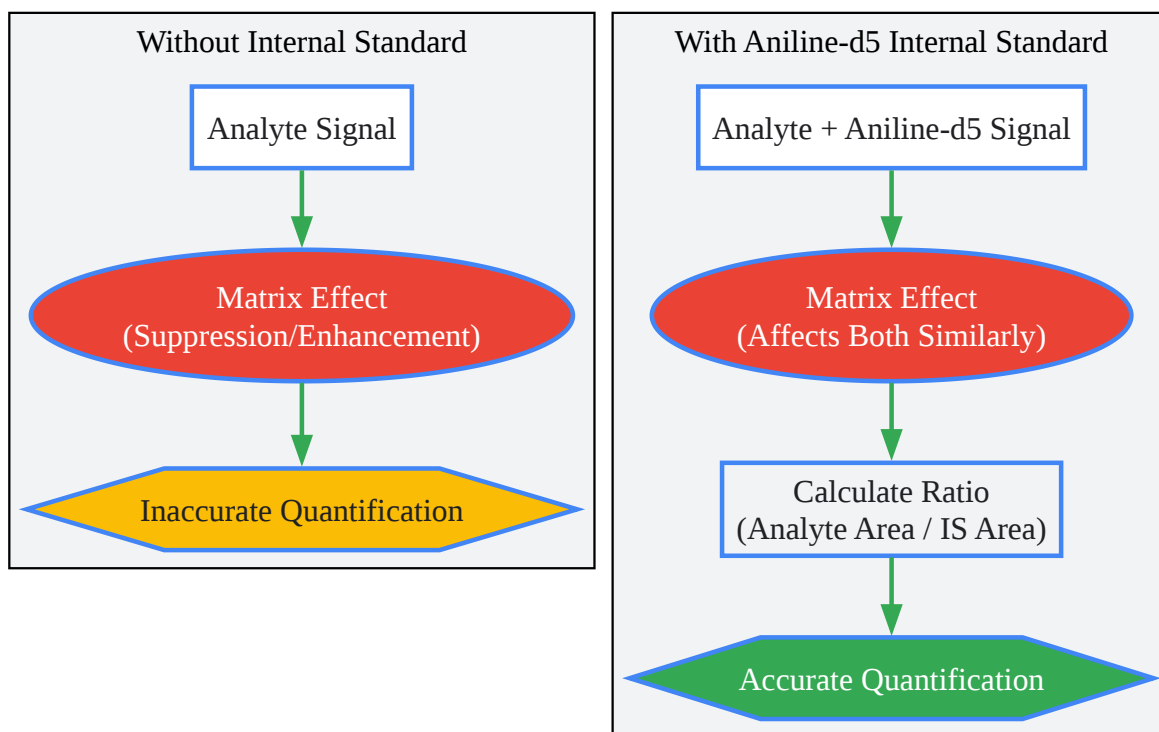 Without Internal Standard
Analyte Signal
Matrix Effect
(Suppression/Enhancement)
Inaccurate Quantification
With Aniline-d5 Internal Standard
Analyte + Aniline-d5 Signal
Matrix Effect
(Affects Both Similarly)
Calculate Ratio
(Analyte Area / IS Area)
Accurate Quantification